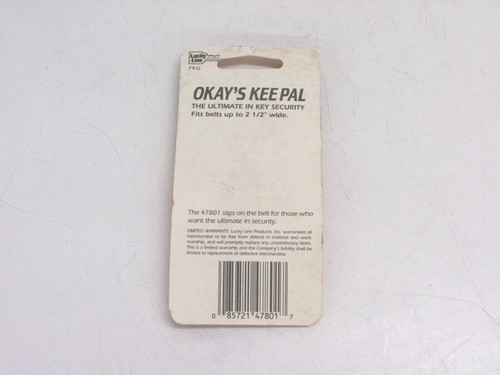 Lucky
Line
79-G
OKAY'S KEE PAL
THE ULTIMATE IN KEY SECURITY
Fits belts up to 2 1/2" wide.
The 47801 slips on the belt for those who
want the ultimate in security.
LIMITED WARRANTY: Lucky Line Products, Inc. warrantees all
merchandise to be free from defects in material and work-
manship, and will promptly replace any unsatisfactory items.
This is a limited warranty and the Company's liability shall be
limited to replacement of defective merchandise.
0 85721 47801 7